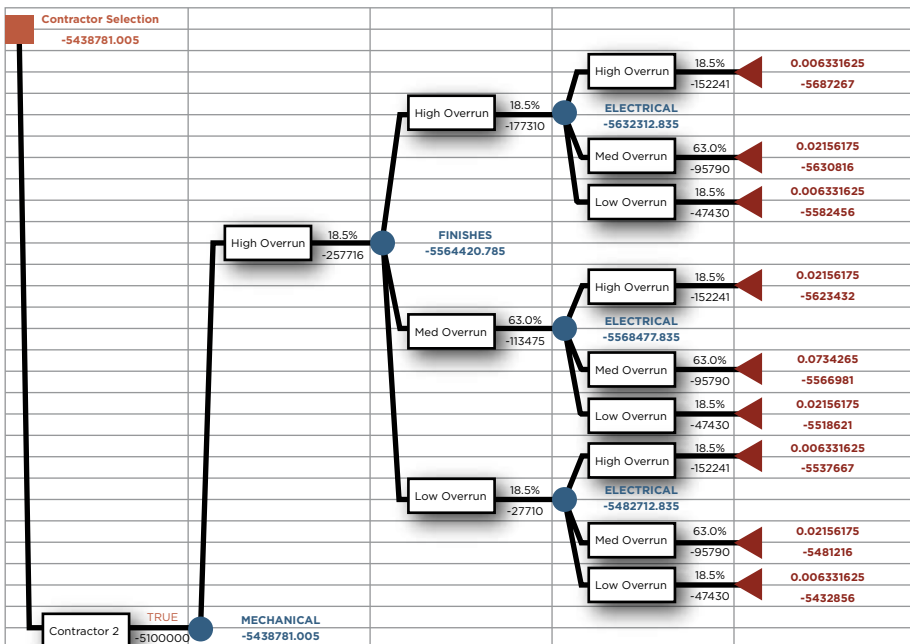 Contractor Selection
-5438781.005
High Overrun
18.5%
-152241
0.006331625
-5687267
High Overrun
18.5%
-177310
ELECTRICAL
-5632312.835
Med Overrun
63.0%
-95790
0.02156175
-5630816
Low Overrun
18.5%
-47430
0.006331625
-5582456
High Overrun
18.5%
-257716
FINISHES
-5564420.785
High Overrun
18.5%
-152241
0.02156175
-5623432
Med Overrun
63.0%
-113475
ELECTRICAL
-5568477.835
Med Overrun
63.0%
-95790
0.0734265
-5566981
Low Overrun
18.5%
-47430
0.02156175
-5518621
High Overrun
18.5%
-152241
0.006331625
-5537667
Low Overrun
18.5%
-27710
ELECTRICAL
-5482712.835
Med Overrun
63.0%
-95790
0.02156175
-5481216
Low Overrun
18.5%
-47430
0.006331625
-5432856
Contractor 2
TRUE
-5100000
MECHANICAL
-5438781.005